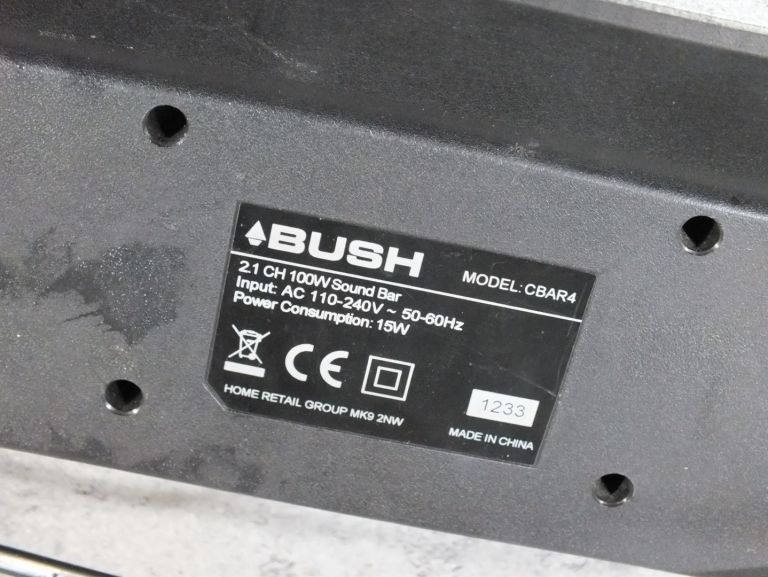 BUSH
MODEL: CBAR4
2.1 CH 100W Sound Bar
Input: AC 110-240V ~ 50-60Hz
Power Consumption: 15W
CE
HOME RETAIL GROUP MK9 2NW
1233
MADE IN CHINA